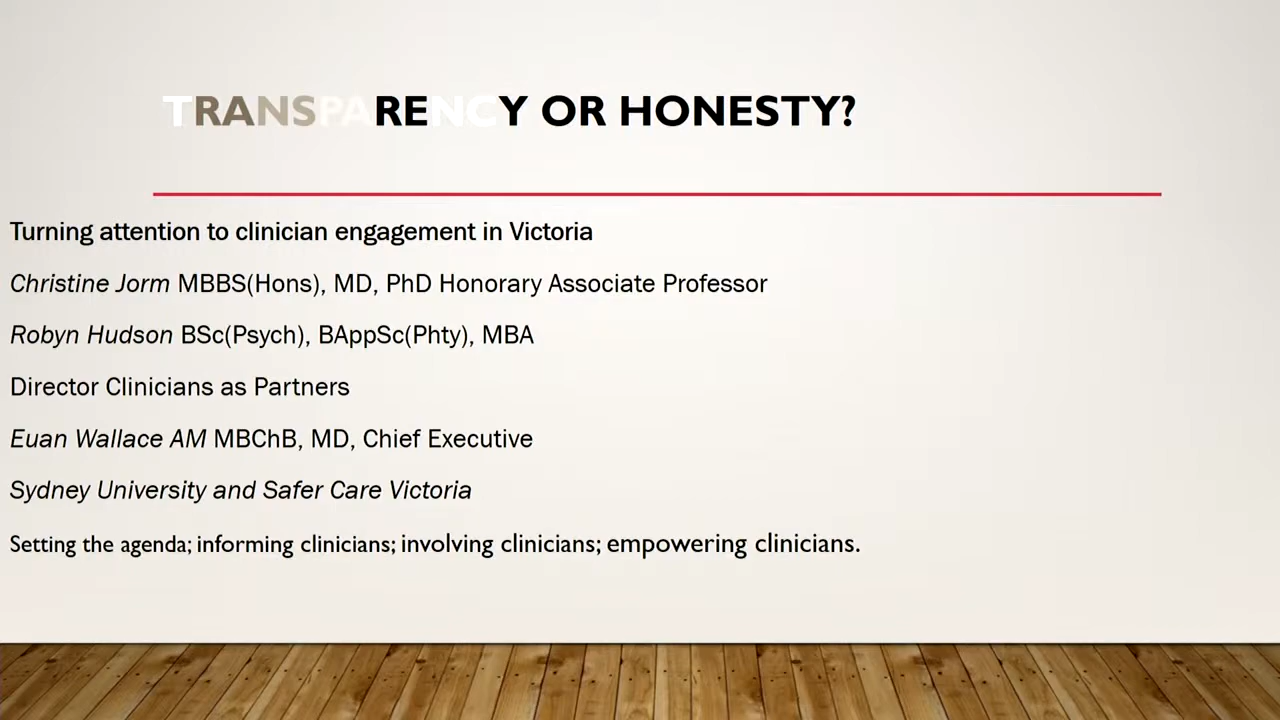 TRANSPARENCY OR HONESTY?
Turning attention to clinician engagement in Victoria
Christine Jorm MBBS(Hons), MD, PhD Honorary Associate Professor
Robyn Hudson BSc(Psych), BAppSc(Phty), MBA
Director Clinicians as Partners
Euan Wallace AM MBChB, MD, Chief Executive
Sydney University and Safer Care Victoria
Setting the agenda; informing clinicians; involving clinicians; empowering clinicians.